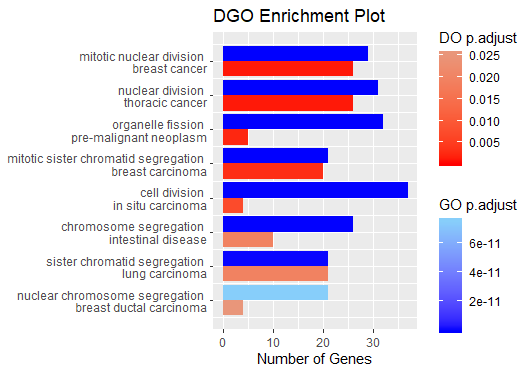 DGO Enrichment Plot
mitotic nuclear division
breast cancer
nuclear division
thoracic cancer
organelle fission
pre-malignant neoplasm
mitotic sister chromatid segregation
breast carcinoma
cell division
in situ carcinoma
chromosome segregation
intestinal disease
sister chromatid segregation
lung carcinoma
nuclear chromosome segregation
breast ductal carcinoma
0 10 20 30
Number of Genes
DO p.adjust
0.025
0.020
0.015
0.010
0.005
GO p.adjust
6e-11
4e-11
2e-11